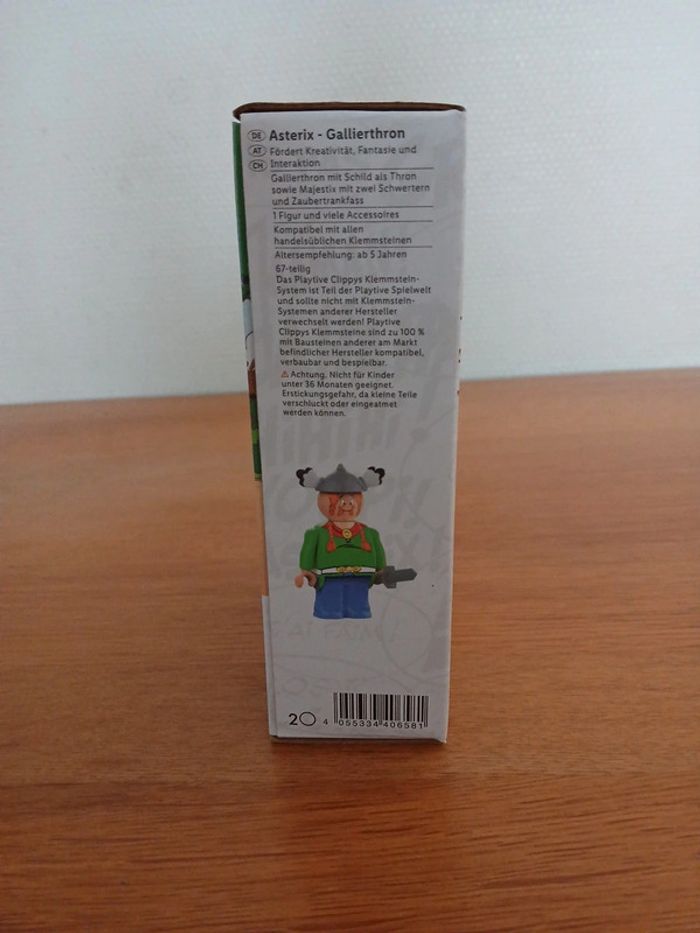 DE Asterix - Gallierthron
AT Fördert Kreativität, Fantasie und
CH Interaktion
Gallierthron mit Schild als Thron
sowie Majestix mit zwei Schwertern
und Zaubertrankfass
1 Figur und viele Accessoires
Kompatibel mit allen
handelsüblichen Klemmsteinen
Altersempfehlung: ab 5 Jahren
67-teilig
Das Playtive Clippys Klemmstein-
System ist Teil der Playtive Spielwelt
und sollte nicht mit Klemmstein-
Systemen anderer Hersteller
verwechselt werden! Playtive
Clippys Klemmsteine sind zu 100 %
mit Bausteinen anderer am Markt
befindlicher Hersteller kompatibel,
verbaubar und bespielbar.
⚠ Achtung. Nicht für Kinder
unter 36 Monaten geeignet.
Erstickungsgefahr, da kleine Teile
verschluckt oder eingeatmet
werden können.
J'AI FAIM!
2 4 055334 406581